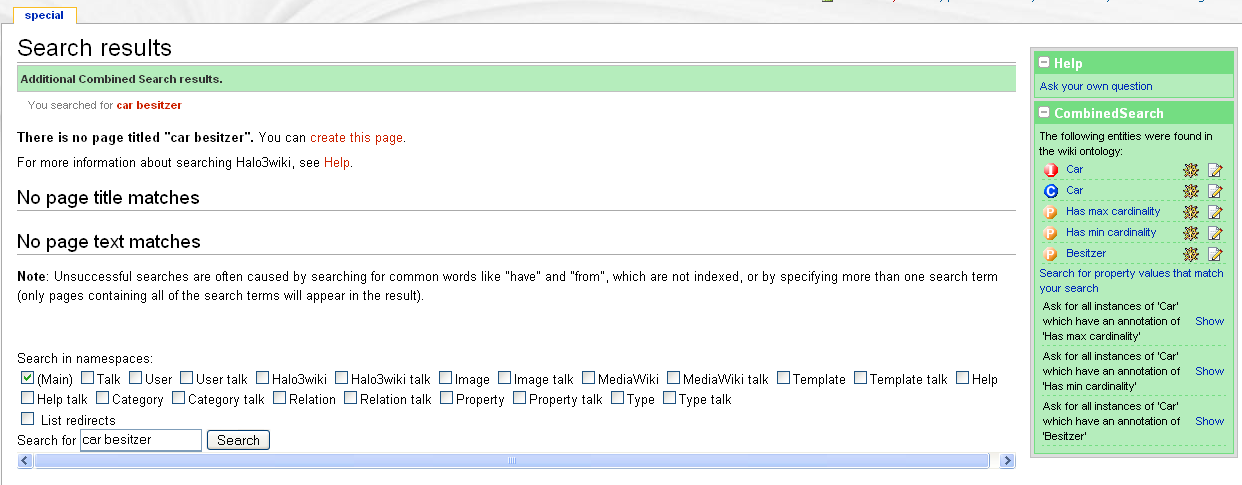 special
Search results
Additional Combined Search results.
You searched for car besitzer
There is no page titled "car besitzer". You can create this page.
For more information about searching Halo3wiki, see Help.
No page title matches
No page text matches
Note: Unsuccessful searches are often caused by searching for common words like "have" and "from", which are not indexed, or by specifying more than one search term
(only pages containing all of the search terms will appear in the result).
Search in namespaces:
(Main) Talk User User talk Halo3wiki Halo3wiki talk Image Image talk MediaWiki MediaWiki talk Template Template talk Help
Help talk Category Category talk Relation Relation talk Property Property talk Type Type talk
List redirects
Search for car besitzer Search
Help
Ask your own question
CombinedSearch
The following entities were found in
the wiki ontology:
I Car
C Car
P Has max cardinality
P Has min cardinality
P Besitzer
Search for property values that match
your search
Ask for all instances of 'Car'
which have an annotation of Show
'Has max cardinality'
Ask for all instances of 'Car'
which have an annotation of Show
'Has min cardinality'
Ask for all instances of 'Car'
which have an annotation of Show
'Besitzer'